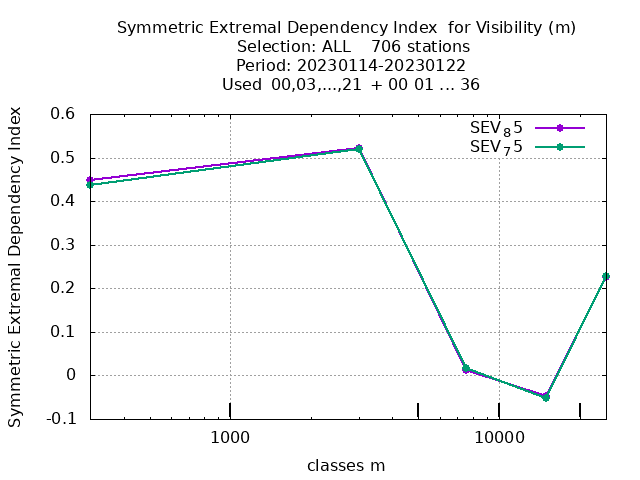 Symmetric Extremal Dependency Index  for Visibility (m)
Selection: ALL    706 stations
Period: 20230114-20230122
Used  00,03,...,21  + 00 01 ... 36
Symmetric Extremal Dependency Index
0.6
0.5
0.4
0.3
0.2
0.1
0
-0.1
SEV₈5
SEV₇5
1000
10000
classes m